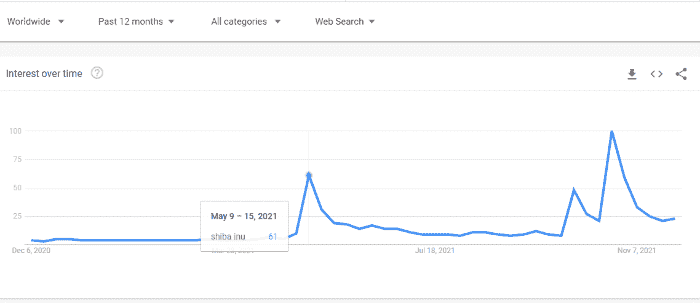 Worldwide Past 12 months All categories Web Search
Interest over time ?
100
75
50
25
May 9 – 15, 2021
shiba inu 61
Dec 6, 2020 Jul 18, 2021 Nov 7, 2021